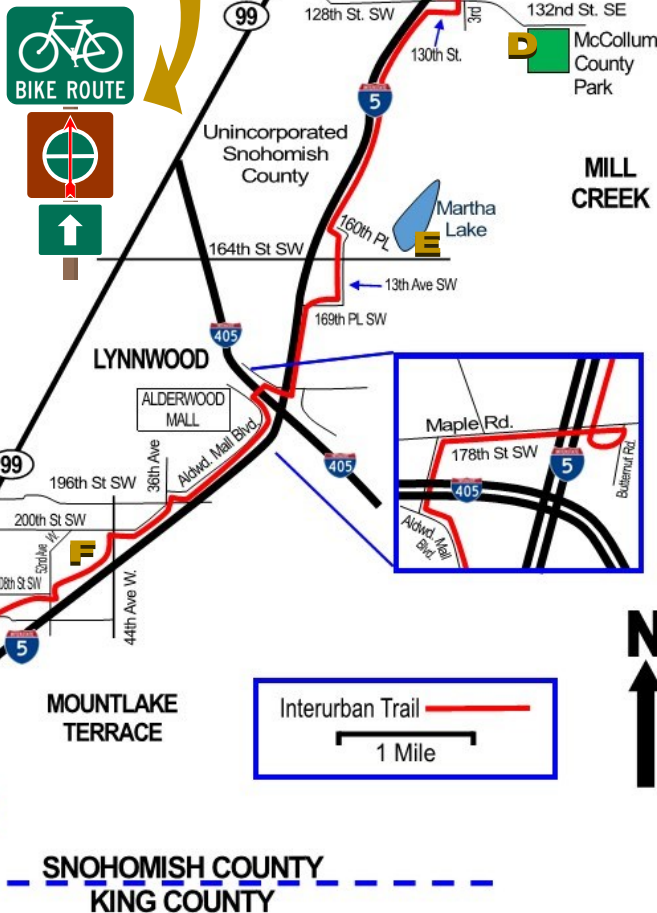 99
128th St. SW
3rd
132nd St. SE
130th St.
D
McCollum
County
Park
BIKE ROUTE
5
Unincorporated
Snohomish
County
MILL
CREEK
Martha
Lake
160th PL
E
164th St SW
13th Ave SW
169th PL SW
405
LYNNWOOD
ALDERWOOD
MALL
Aldwd. Mall Blvd.
36th Ave
405
99
196th St SW
200th St SW
52nd Ave W.
F
08th St SW
44th Ave W.
5
Maple Rd.
178th St SW
5
Butternut Rd.
405
Aldwd. Mall
Blvd.
N
MOUNTLAKE
TERRACE
Interurban Trail
1 Mile
SNOHOMISH COUNTY
KING COUNTY